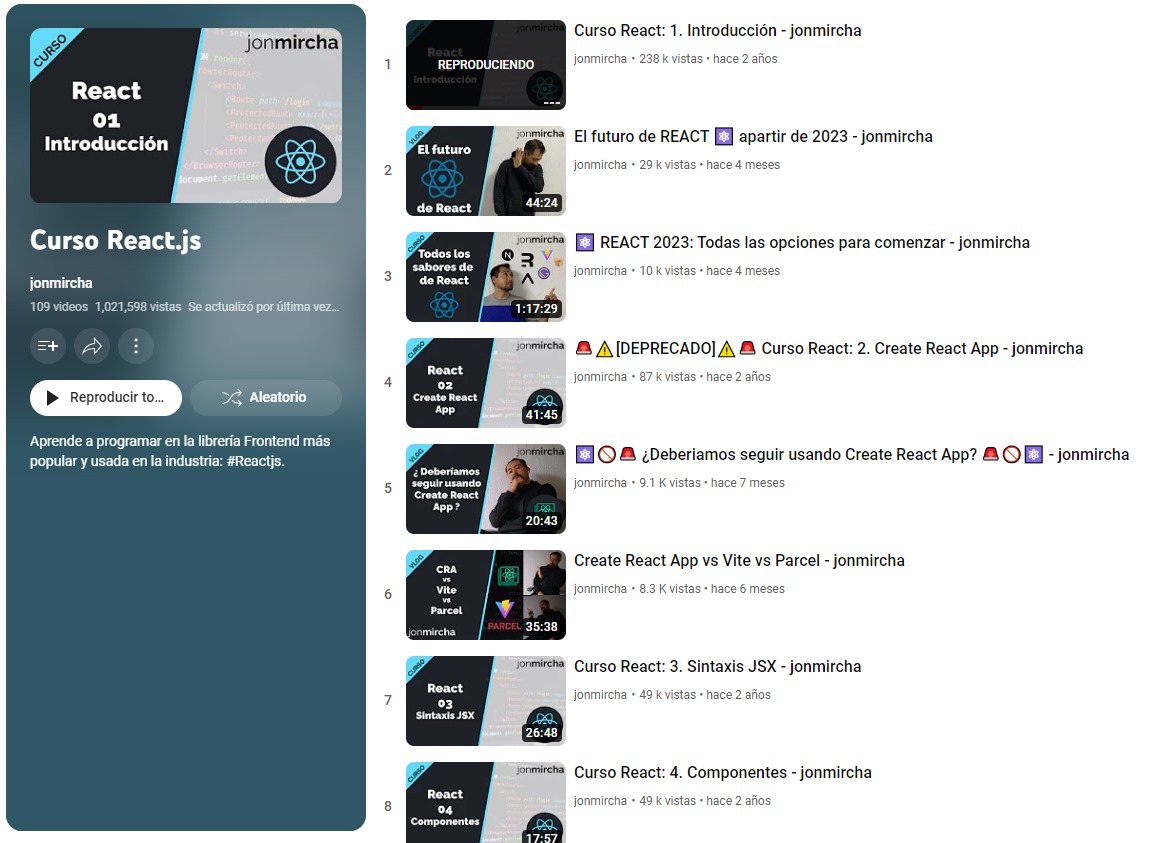 CURSO
jonmircha
React
01
Introducción
Curso React.js
jonmircha
109 videos 1,021,598 vistas Se actualizó por última vez...
Reproducir to...
Aleatorio
Aprende a programar en la librería Frontend más
popular y usada en la industria: #Reactjs.
1
REPRODUCIENDO
Curso React: 1. Introducción - jonmircha
jonmircha • 238 k vistas • hace 2 años
2
VLOG
jonmircha
El futuro
de React
44:24
El futuro de REACT ⚛️ apartir de 2023 - jonmircha
jonmircha • 29 k vistas • hace 4 meses
3
CURSO
jonmircha
Todos los
sabores de
de React
1:17:29
⚛️ REACT 2023: Todas las opciones para comenzar - jonmircha
jonmircha • 10 k vistas • hace 4 meses
4
CURSO
jonmircha
React
02
Create React
App
41:45
🚨⚠️[DEPRECADO]⚠️🚨 Curso React: 2. Create React App - jonmircha
jonmircha • 87 k vistas • hace 2 años
5
VLOG
¿Deberíamos
seguir usando
Create React
App ?
20:43
⚛️🚫🚨 ¿Deberiamos seguir usando Create React App? 🚨🚫⚛️ - jonmircha
jonmircha • 9.1 K vistas • hace 7 meses
6
VLOG
CRA
vs
Vite
vs
Parcel
PARCEL
jonmircha
35:38
Create React App vs Vite vs Parcel - jonmircha
jonmircha • 8.3 K vistas • hace 6 meses
7
CURSO
jonmircha
React
03
Sintaxis JSX
26:48
Curso React: 3. Sintaxis JSX - jonmircha
jonmircha • 49 k vistas • hace 2 años
8
CURSO
jonmircha
React
04
Componentes
17:57
Curso React: 4. Componentes - jonmircha
jonmircha • 49 k vistas • hace 2 años